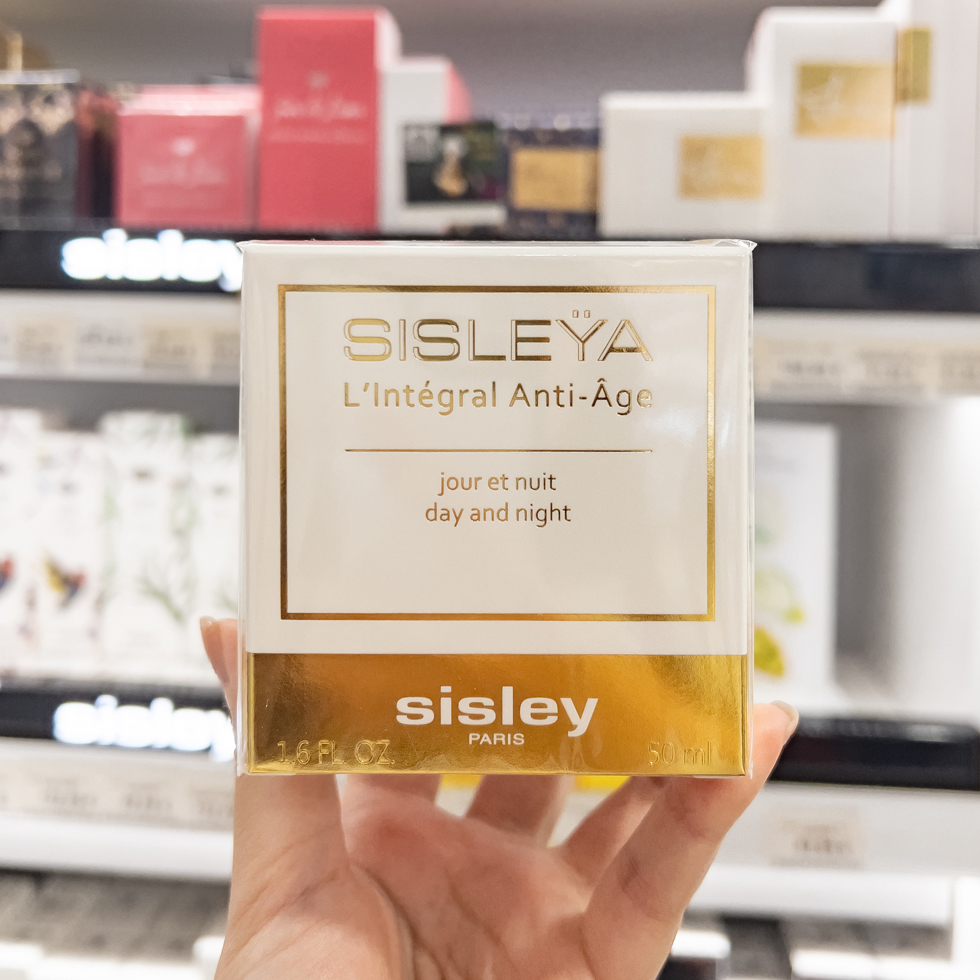 sisley
SISLEŸA
L'Intégral Anti-Âge
jour et nuit
day and night
sisley
PARIS
1,6 FL. OZ.
50 ml
sisley